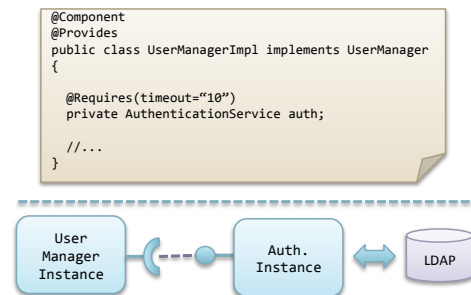 @Component
@Provides
public class UserManagerImpl implements UserManager
{
@Requires(timeout=“10”)
private AuthenticationService auth;
//...
}
User
Manager
Instance
Auth.
Instance
LDAP